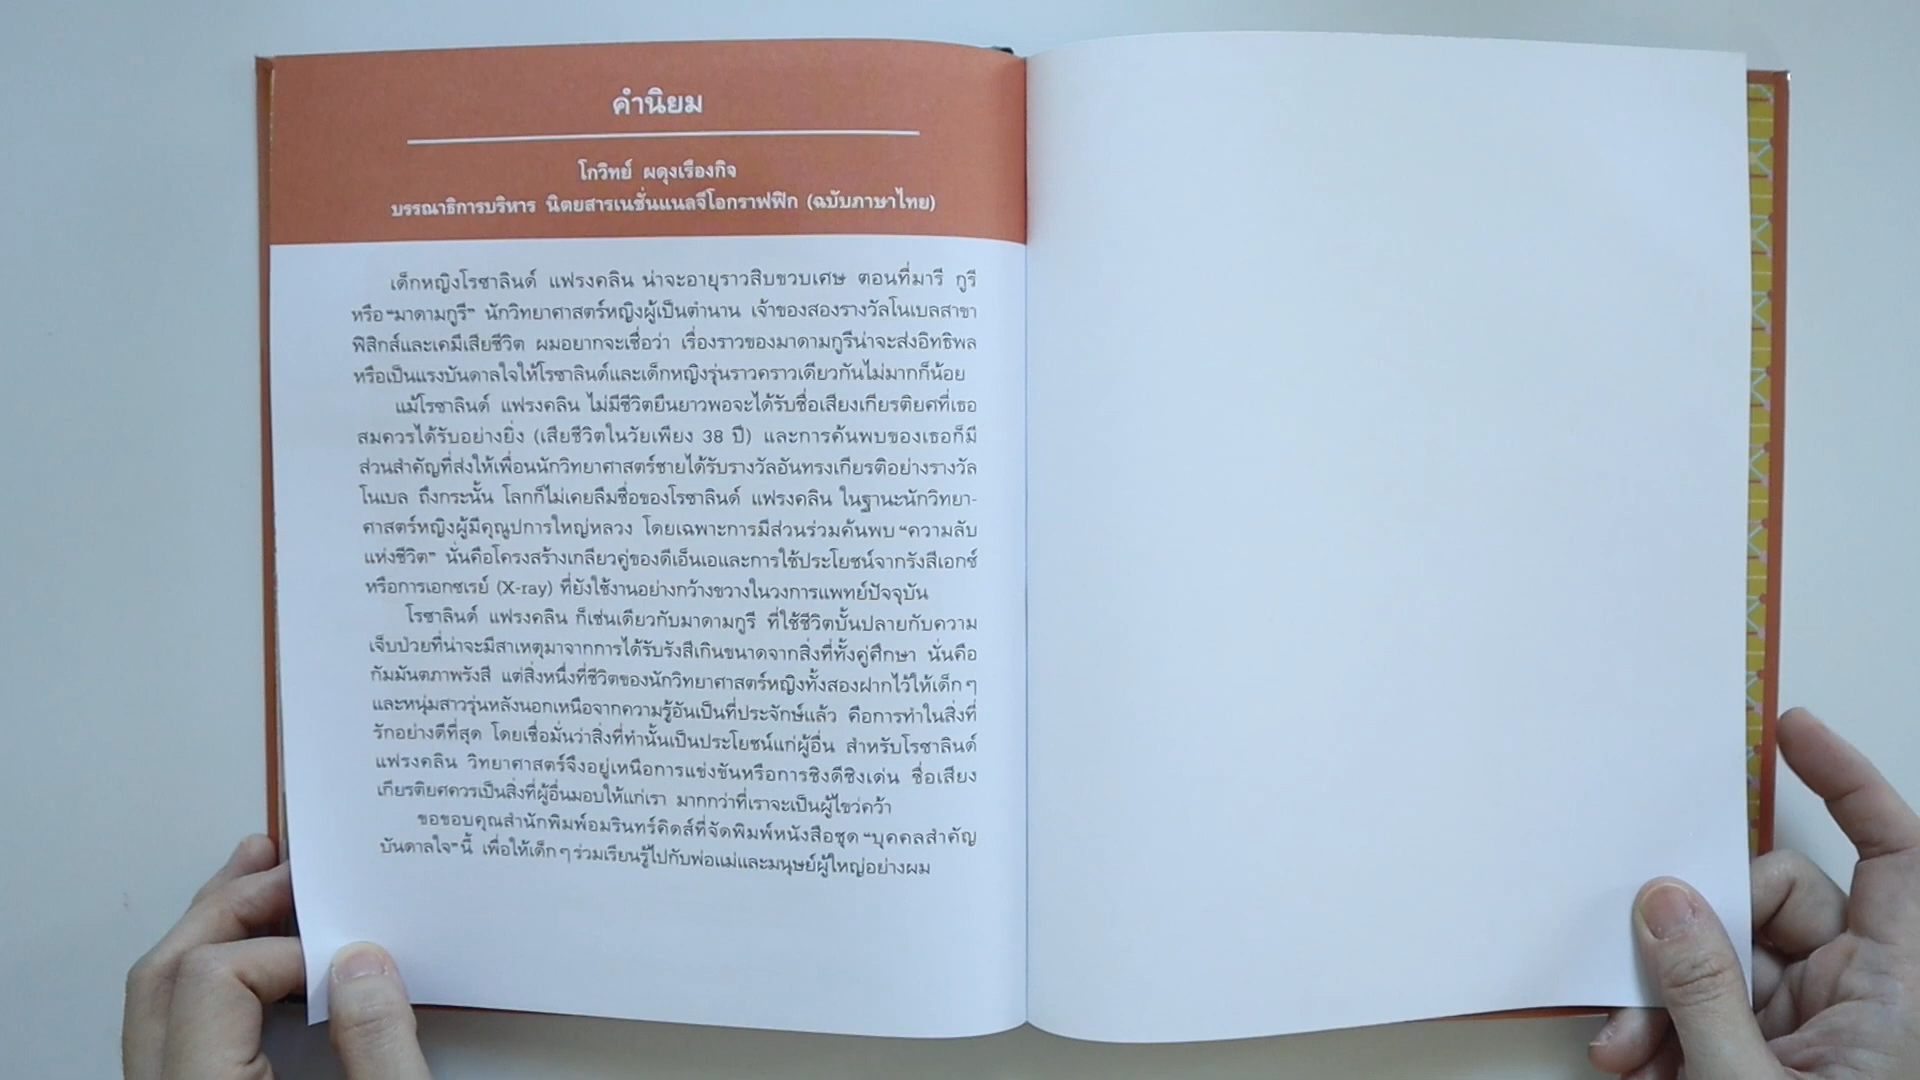 คำนิยม
โกวิทย์ ผดุงเรืองกิจ
บรรณาธิการบริหาร นิตยสารเนชั่นแนลจีโอกราฟฟิก (ฉบับภาษาไทย)
เด็กหญิงโรซาลินด์ แฟรงคลิน น่าจะอายุราวสิบขวบเศษ ตอนที่มารี กูรี
หรือ “มาดามกูรี” นักวิทยาศาสตร์หญิงผู้เป็นตำนาน เจ้าของสองรางวัลโนเบลสาขา
ฟิสิกส์และเคมีเสียชีวิต ผมอยากจะเชื่อว่า เรื่องราวของมาดามกูรีน่าจะส่งอิทธิพล
หรือเป็นแรงบันดาลใจให้โรซาลินด์และเด็กหญิงรุ่นราวคราวเดียวกันไม่มากก็น้อย
แม้โรซาลินด์ แฟรงคลิน ไม่มีชีวิตยืนยาวพอจะได้รับชื่อเสียงเกียรติยศที่เธอ
สมควรได้รับอย่างยิ่ง (เสียชีวิตในวัยเพียง 38 ปี) และการค้นพบของเธอก็มี
ส่วนสำคัญที่ส่งให้เพื่อนนักวิทยาศาสตร์ชายได้รับรางวัลอันทรงเกียรติอย่างรางวัล
โนเบล ถึงกระนั้น โลกก็ไม่เคยลืมชื่อของโรซาลินด์ แฟรงคลิน ในฐานะนักวิทยา-
ศาสตร์หญิงผู้มีคุณูปการใหญ่หลวง โดยเฉพาะการมีส่วนร่วมค้นพบ “ความลับ
แห่งชีวิต” นั่นคือโครงสร้างเกลียวคู่ของดีเอ็นเอและการใช้ประโยชน์จากรังสีเอกซ์
หรือการเอกซเรย์ (X-ray) ที่ยังใช้งานอย่างกว้างขวางในวงการแพทย์ปัจจุบัน
โรซาลินด์ แฟรงคลิน ก็เช่นเดียวกับมาดามกูรี ที่ใช้ชีวิตบั้นปลายกับความ
เจ็บป่วยที่น่าจะมีสาเหตุมาจากการได้รับรังสีเกินขนาดจากสิ่งที่ทั้งคู่ศึกษา นั่นคือ
กัมมันตภาพรังสี แต่สิ่งหนึ่งที่ชีวิตของนักวิทยาศาสตร์หญิงทั้งสองฝากไว้ให้เด็กๆ
และหนุ่มสาวรุ่นหลังนอกเหนือจากความรู้อันเป็นที่ประจักษ์แล้ว คือการทำในสิ่งที่
รักอย่างดีที่สุด โดยเชื่อมั่นว่าสิ่งที่ทำนั้นเป็นประโยชน์แก่ผู้อื่น สำหรับโรซาลินด์
แฟรงคลิน วิทยาศาสตร์จึงอยู่เหนือการแข่งขันหรือการชิงดีชิงเด่น ชื่อเสียง
เกียรติยศควรเป็นสิ่งที่ผู้อื่นมอบให้แก่เรา มากกว่าที่เราจะเป็นผู้ไขว่คว้า
ขอขอบคุณสำนักพิมพ์อมรินทร์คิดส์ที่จัดพิมพ์หนังสือชุด “บุคคลสำคัญ
บันดาลใจ” นี้ เพื่อให้เด็กๆ ร่วมเรียนรู้ไปกับพ่อแม่และมนุษย์ผู้ใหญ่อย่างผม